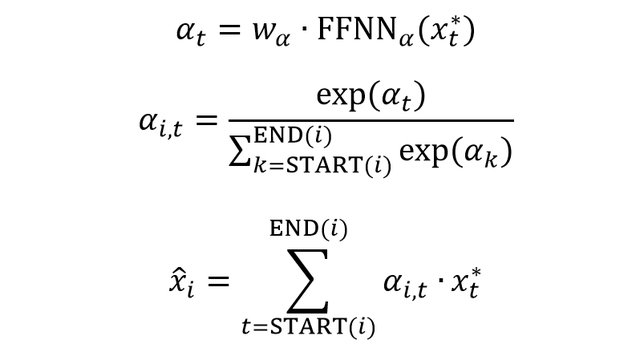 α_t = w_α · FFNN_α(x_t^*)
α_{i,t} = exp(α_t) / ∑_{k=START(i)}^{END(i)} exp(α_k)
x̂_i = ∑_{t=START(i)}^{END(i)} α_{i,t} · x_t^*